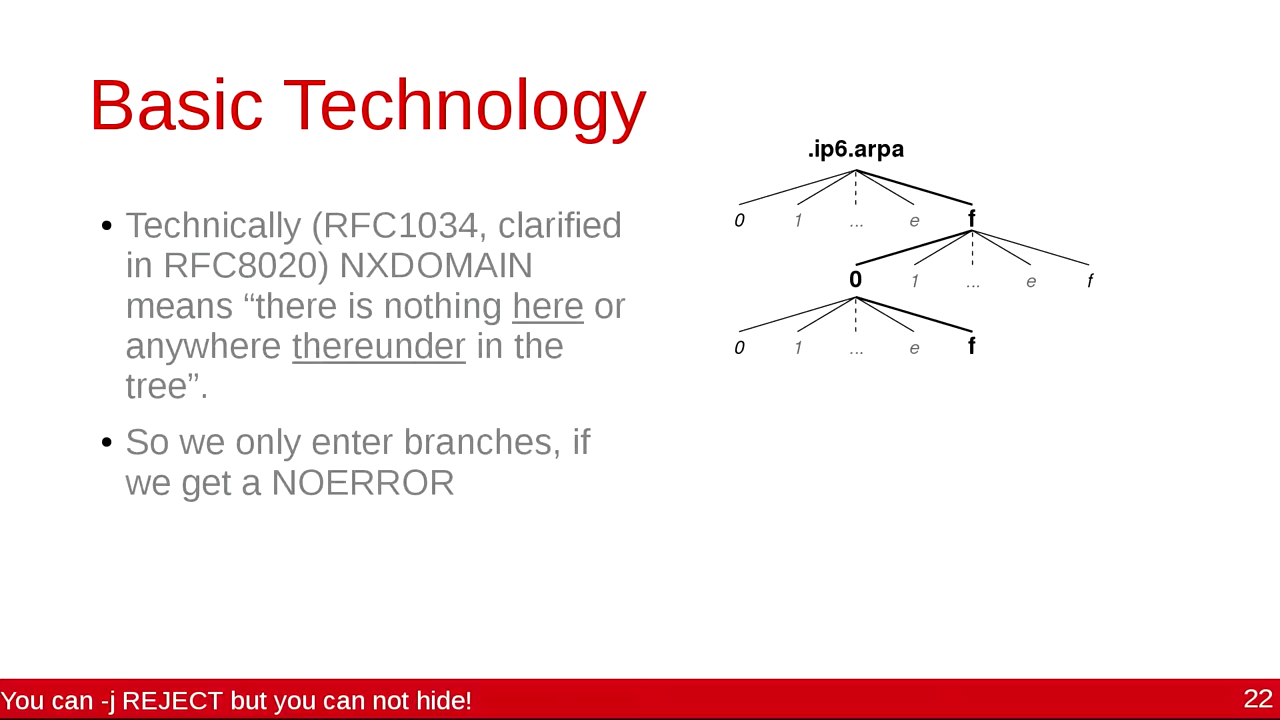 Basic Technology
• Technically (RFC1034, clarified
in RFC8020) NXDOMAIN
means “there is nothing here or
anywhere thereunder in the
tree”.
• So we only enter branches, if
we get a NOERROR
.ip6.arpa
0 1 ... e f
0 1 ... e f
0 1 ... e f
You can -j REJECT but you can not hide!
22